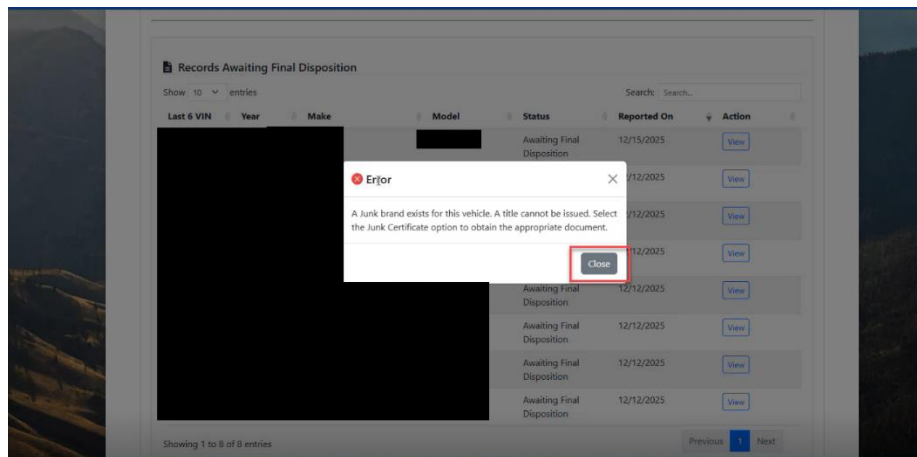 Records Awaiting Final Disposition
Show 10 entries Search: Search...
Last 6 VIN Year Make Model Status Reported On Action
Awaiting Final Disposition 12/15/2025 View
Error
/12/2025 View
A Junk brand exists for this vehicle. A title cannot be issued. Select
the Junk Certificate option to obtain the appropriate document.
/12/2025 View
Close
12/2025 View
Awaiting Final Disposition 12/12/2025 View
Awaiting Final Disposition 12/12/2025 View
Awaiting Final Disposition 12/12/2025 View
Awaiting Final Disposition 12/12/2025 View
Showing 1 to 8 of 8 entries Previous 1 Next